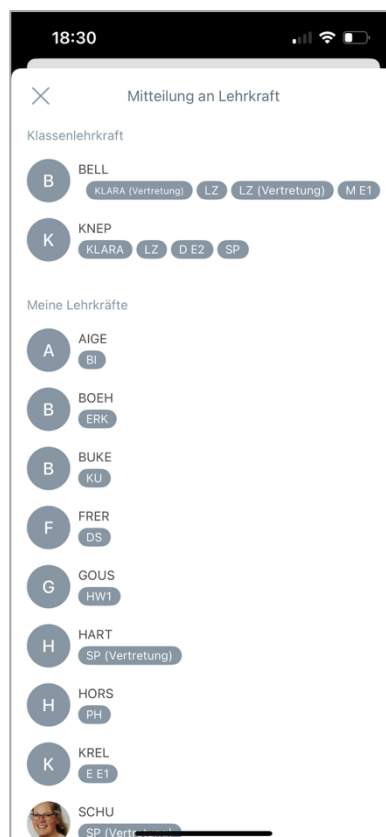 18:30
Mitteilung an Lehrkraft
Klassenlehrkraft
B
BELL
KLARA (Vertretung) LZ LZ (Vertretung) M E1
K
KNEP
KLARA LZ D E2 SP
Meine Lehrkräfte
A
AIGE
BI
B
BOEH
ERK
B
BUKE
KU
F
FRER
DS
G
GOUS
HW1
H
HART
SP (Vertretung)
H
HORS
PH
K
KREL
E E1
SCHU
SP